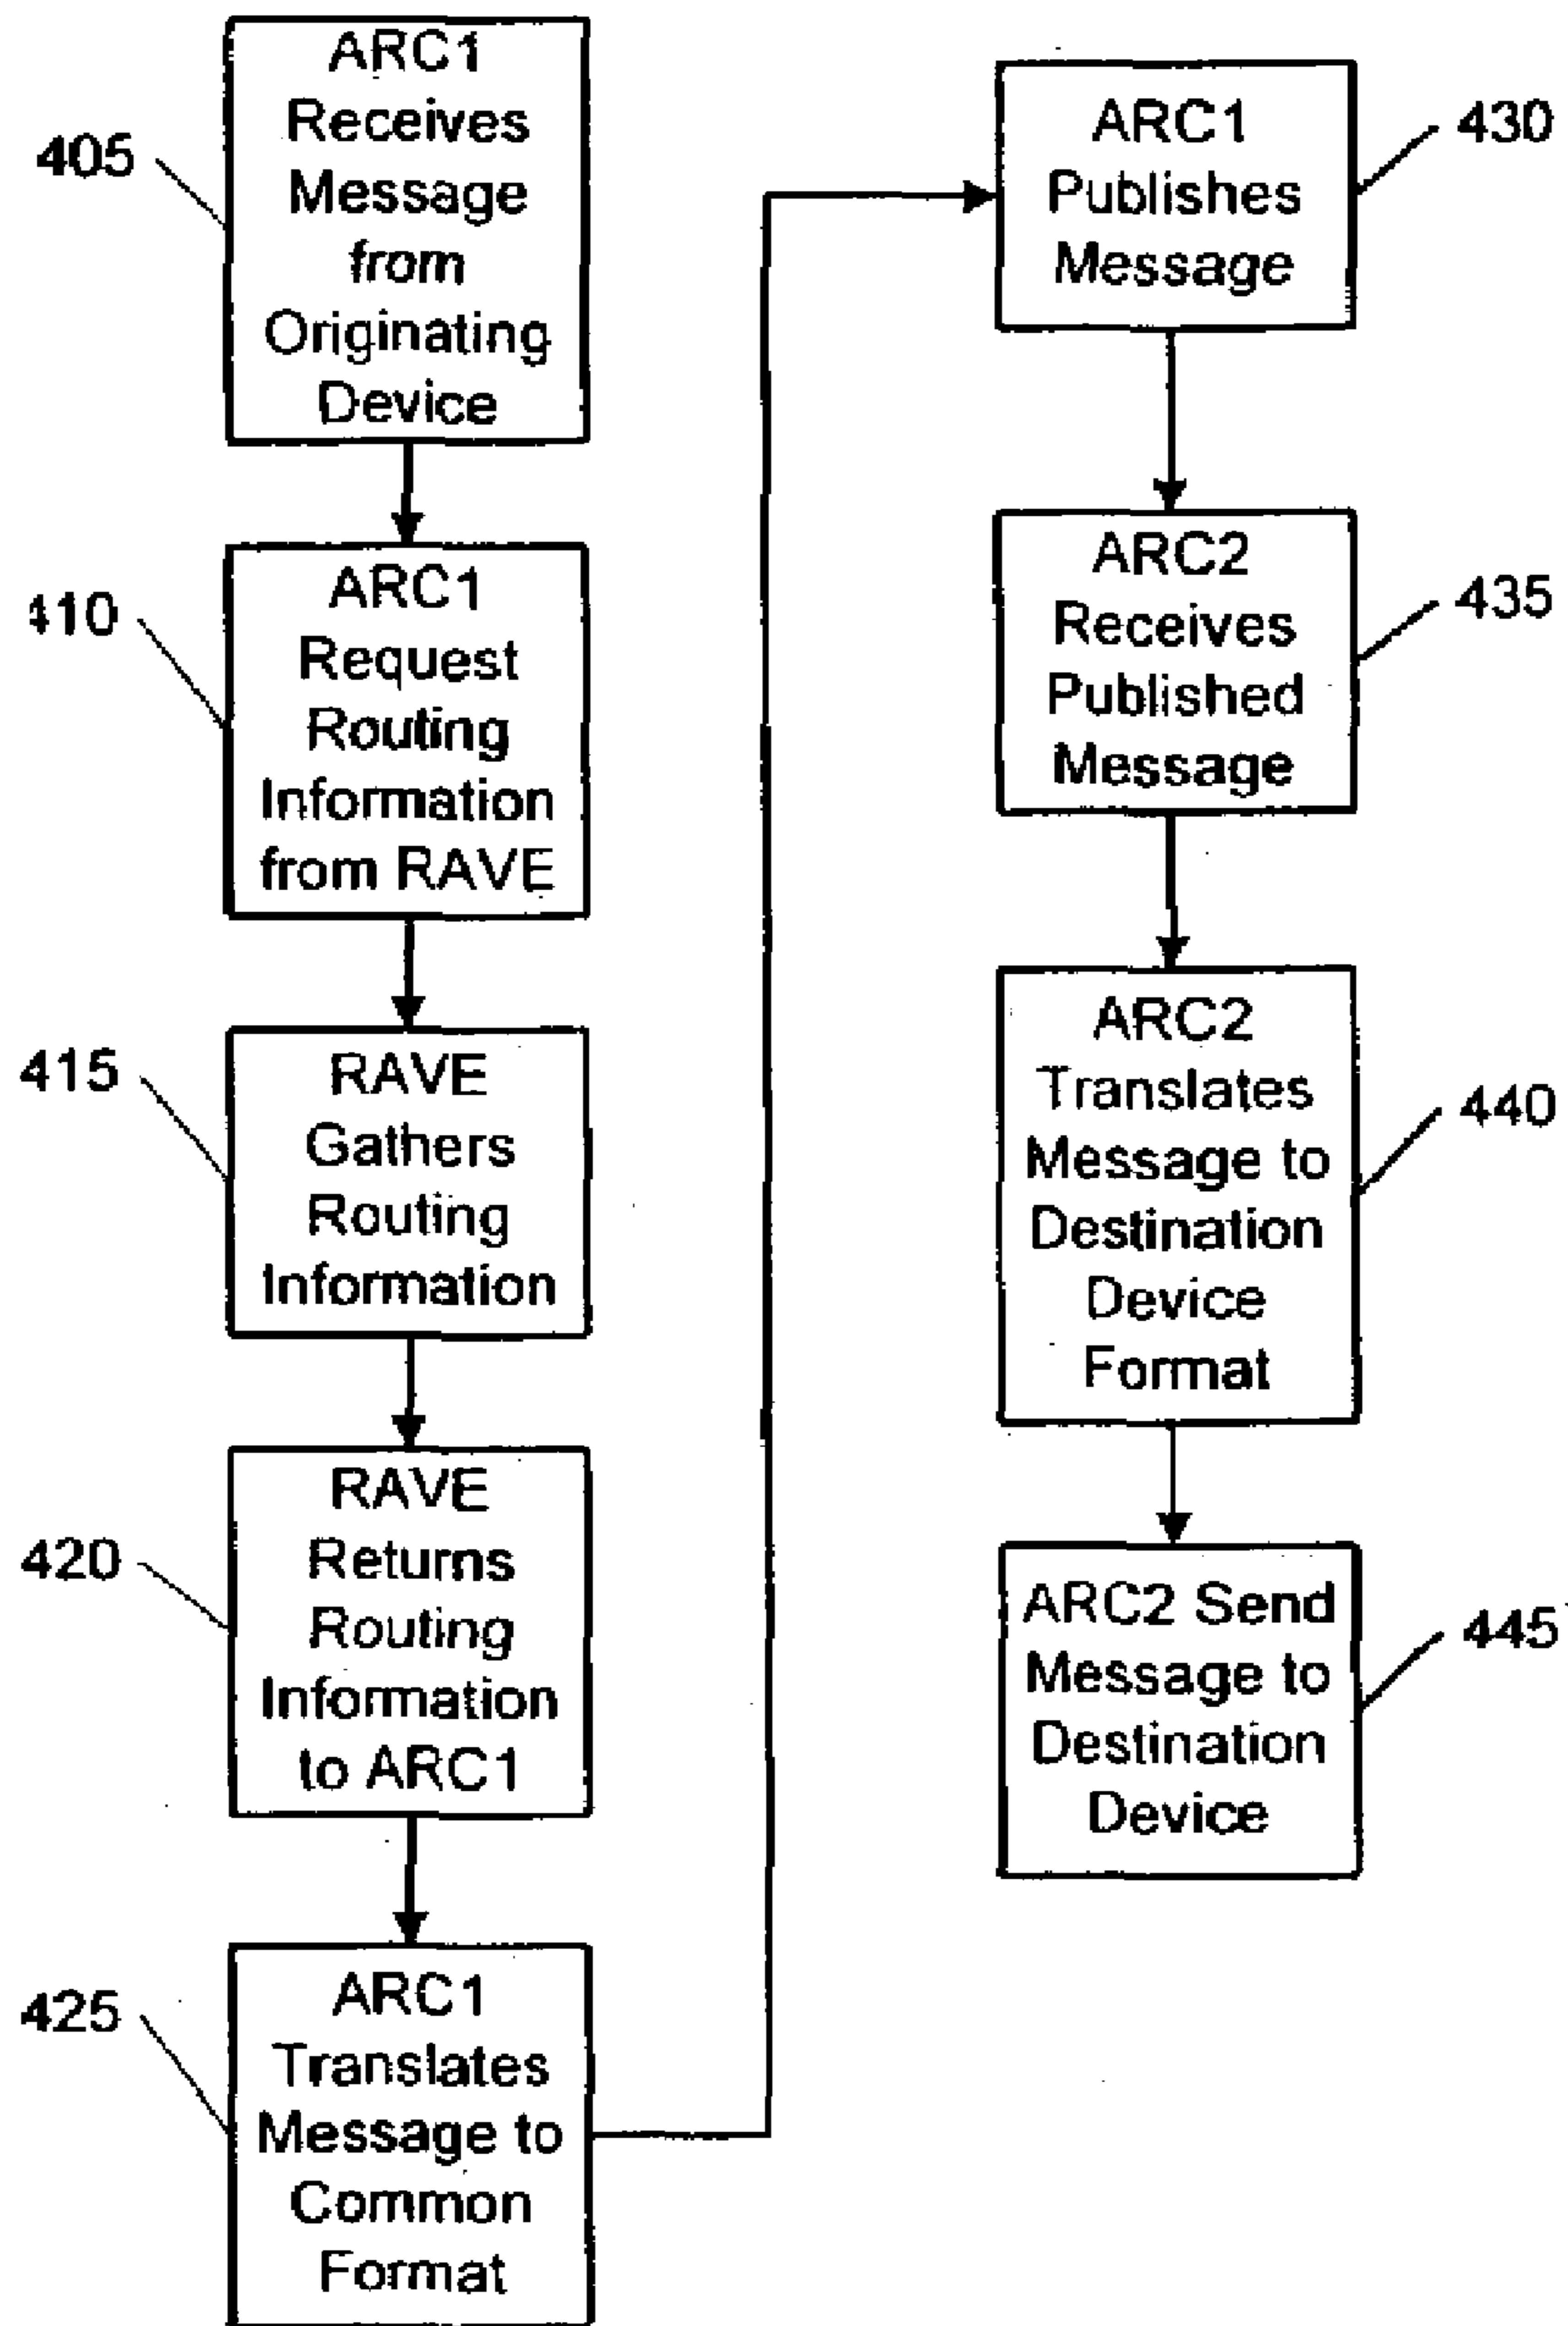 405
ARC1
Receives
Message
from
Originating
Device
410
ARC1
Request
Routing
Information
from RAVE
415
RAVE
Gathers
Routing
Information
420
RAVE
Returns
Routing
Information
to ARC1
425
ARC1
Translates
Message to
Common
Format
430
ARC1
Publishes
Message
435
ARC2
Receives
Published
Message
440
ARC2
Translates
Message to
Destination
Device
Format
445
ARC2 Send
Message to
Destination
Device